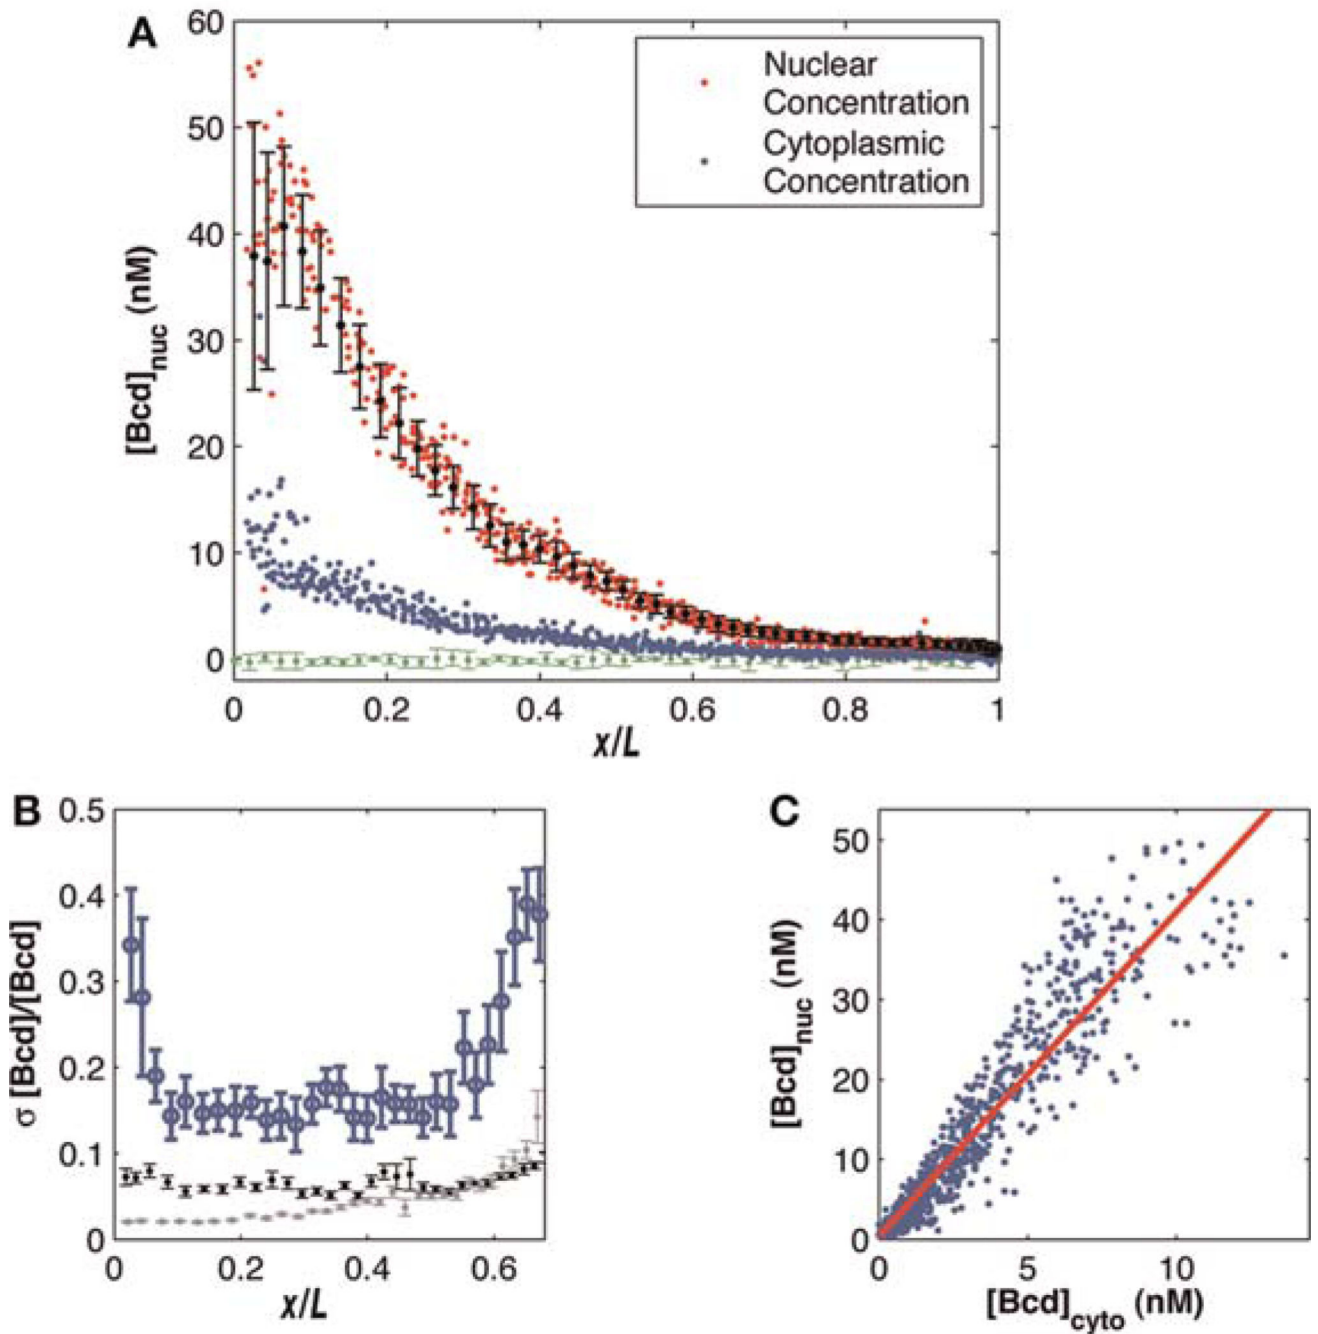 A
60
50
40
30
20
10
0
[Bcd]nuc (nM)
Nuclear
Concentration
Cytoplasmic
Concentration
0 0.2 0.4 0.6 0.8 1
x/L
B
0.5
0.4
0.3
0.2
0.1
0
σ [Bcd]/[Bcd]
0 0.2 0.4 0.6
x/L
C
50
40
30
20
10
0
[Bcd]nuc (nM)
0 5 10
[Bcd]cyto (nM)